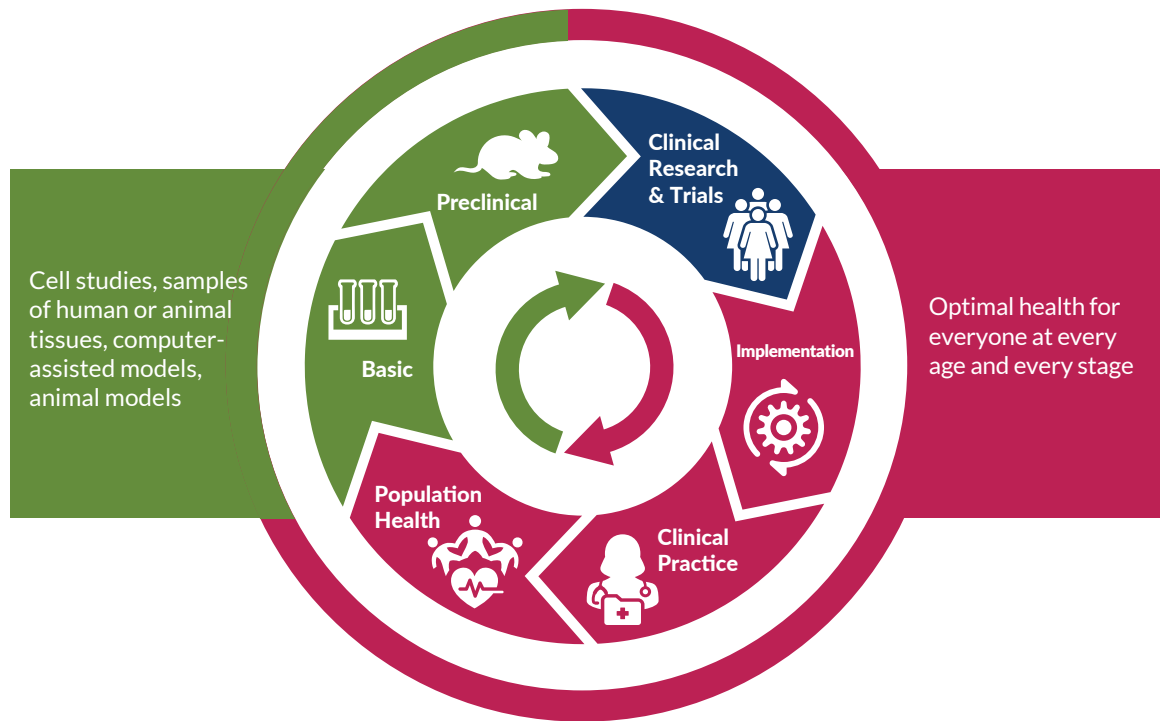 Clinical
Research
& Trials
Preclinical
Cell studies, samples
of human or animal
tissues, computer-
assisted models,
animal models
Basic
Implementation
Optimal health for
everyone at every
age and every stage
Population
Health
Clinical
Practice